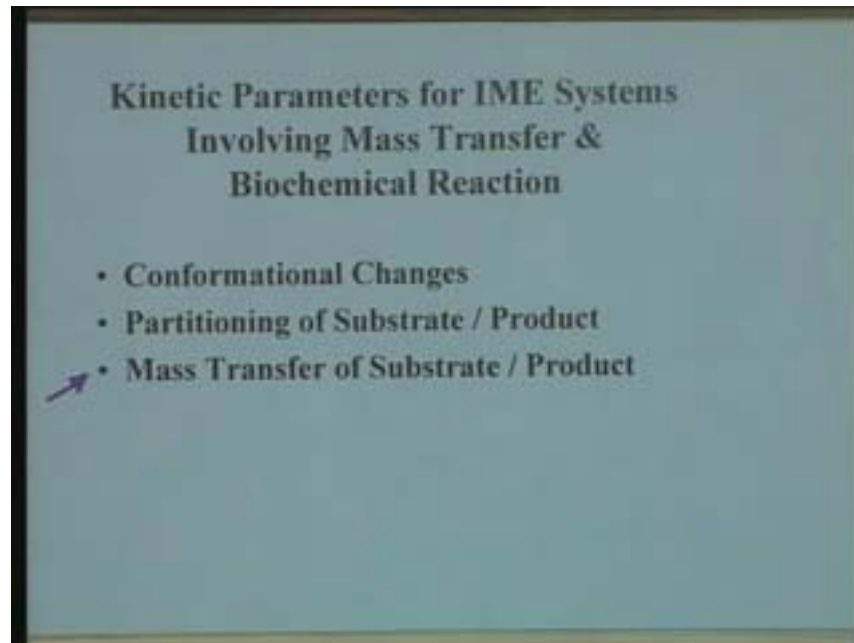 Kinetic Parameters for IME Systems
Involving Mass Transfer &
Biochemical Reaction
• Conformational Changes
• Partitioning of Substrate / Product
• Mass Transfer of Substrate / Product